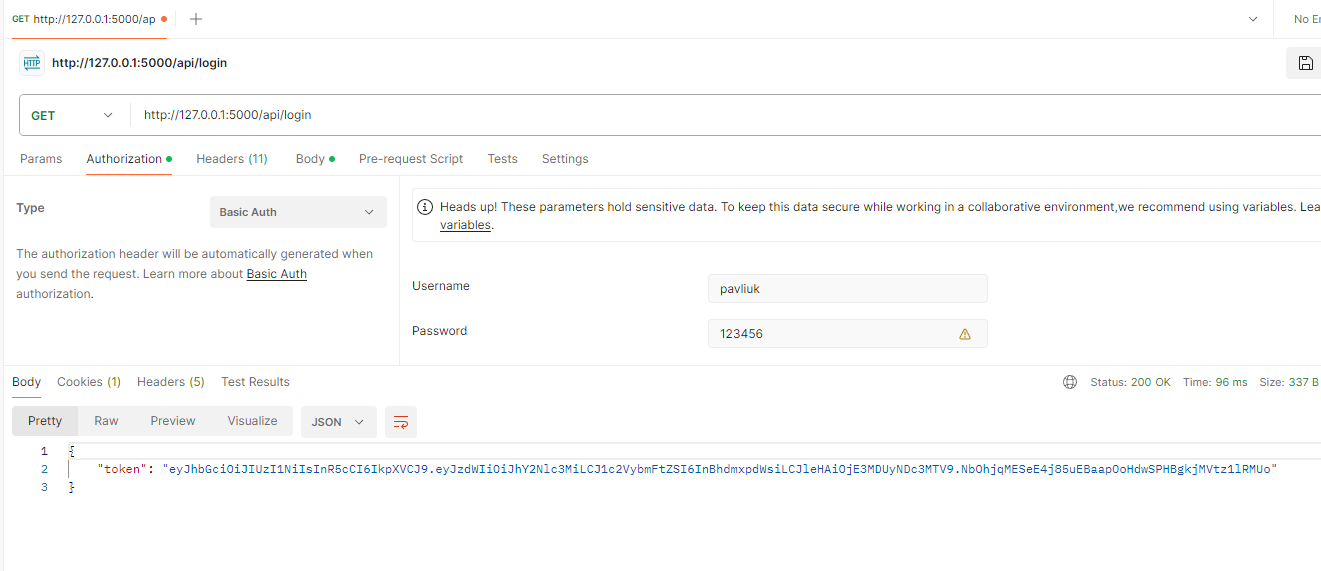 GET http://127.0.0.1:5000/ap
No Er
HTTP http://127.0.0.1:5000/api/login
GET http://127.0.0.1:5000/api/login
Params Authorization Headers (11) Body Pre-request Script Tests Settings
Type Basic Auth
The authorization header will be automatically generated when
you send the request. Learn more about Basic Auth
authorization.
Heads up! These parameters hold sensitive data. To keep this data secure while working in a collaborative environment,we recommend using variables. Lea
variables.
Username pavliuk
Password 123456
Body Cookies (1) Headers (5) Test Results Status: 200 OK Time: 96 ms Size: 337 B
Pretty Raw Preview Visualize JSON
1 {
2 "token": "eyJhbGciOiJIUzI1NiIsInR5cCI6IkpXVCJ9.eyJzdWIiOiJhY2Nlc3MiLCJ1c2VybmFtZSI6InBhdmxpdWsiLCJleHAiOjE3MDUyNDc3MTV9.NbOhjqMESeE4j85uEBaapOoHdwSPHBgkjMVtz1lRMUo"
3 }